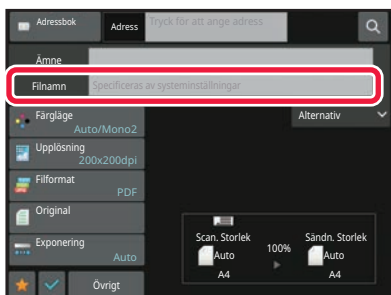 Adressbok
Adress
Tryck för att ange adress
Ämne
Filnamn
Specificeras av systeminställningar
Färgläge
Auto/Mono2
Alternativ
Upplösning
200x200dpi
Filformat
PDF
Original
Exponering
Auto
Scan. Storlek
100%
Sändn. Storlek
Auto
Auto
A4
A4
Övrigt